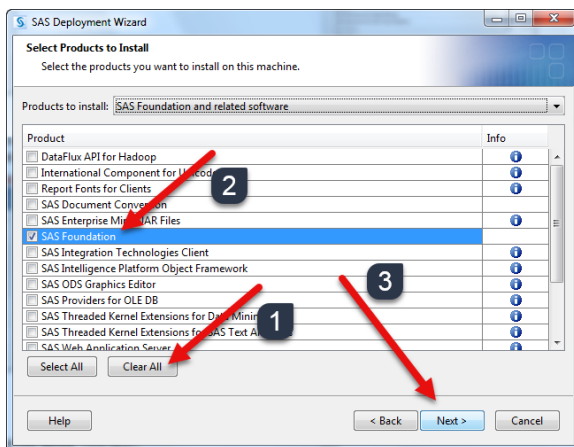 SAS Deployment Wizard
Select Products to Install
Select the products you want to install on this machine.
Products to install: SAS Foundation and related software
Product Info
DataFlux API for Hadoop
International Component for Unicode
Report Fonts for Clients
2
SAS Document Conversion
SAS Enterprise Miner JAR Files
SAS Foundation
SAS Integration Technologies Client
SAS Intelligence Platform Object Framework
3
SAS ODS Graphics Editor
SAS Providers for OLE DB
SAS Threaded Kernel Extensions for Data Mining
1
SAS Threaded Kernel Extensions for SAS Text
SAS Web Application Server
Select All Clear All
Help < Back Next > Cancel